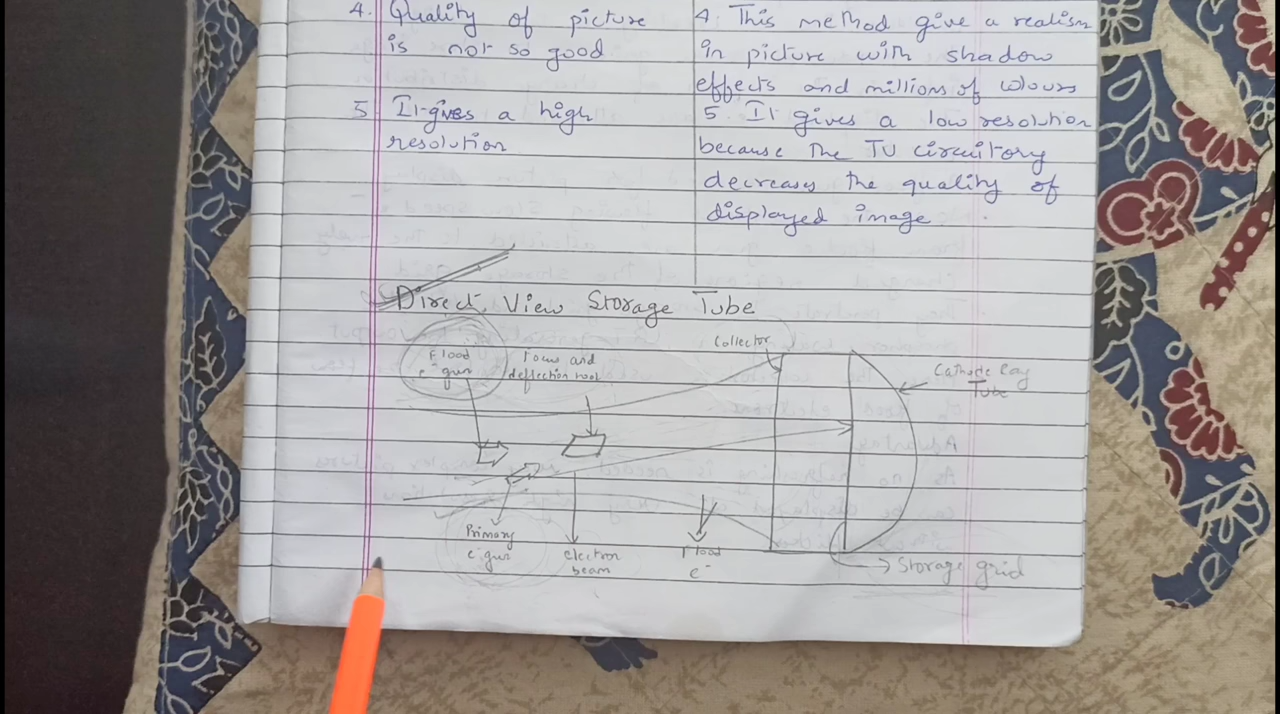 4. Quality of picture
is not so good
5 It gives a high
resolution
4. This method give a realism
in picture with shadow
effects and millions of colours
5. It gives a low resolution
because the TV circuitory
decreases the quality of
displayed image.
Direct View Storage Tube
Flood
e⁻ gun
Focus and
deflection
Collector
Cathode Ray
Tube
Primary
e⁻ gun
electron
beam
Flood
e⁻
Storage grid